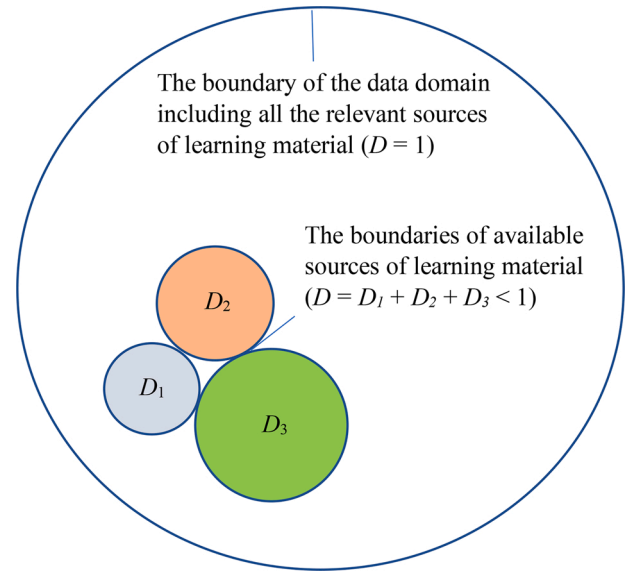 The boundary of the data domain
including all the relevant sources
of learning material (D = 1)
The boundaries of available
sources of learning material
(D = D₁ + D₂ + D₃ < 1)
D₂
D₁
D₃